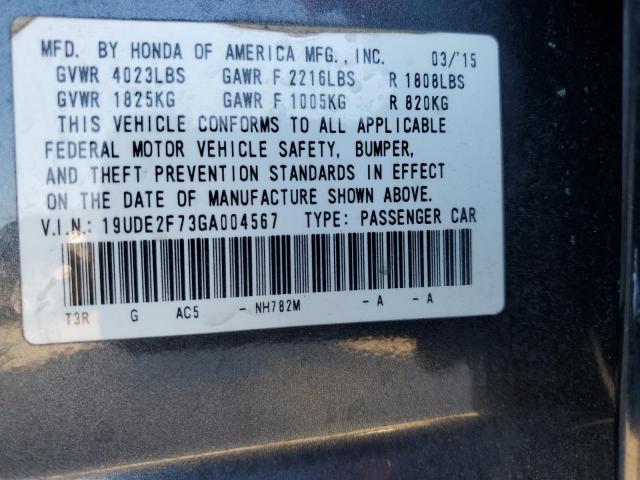 MFD. BY HONDA OF AMERICA MFG., INC. 03/'15
GVWR 4023LBS GAWR F 2216LBS R 1808LBS
GVWR 1825KG GAWR F 1005KG R 820KG
THIS VEHICLE CONFORMS TO ALL APPLICABLE
FEDERAL MOTOR VEHICLE SAFETY, BUMPER,
AND THEFT PREVENTION STANDARDS IN EFFECT
ON THE DATE OF MANUFACTURE SHOWN ABOVE.
V.I.N.: 19UDE2F73GA004567 TYPE: PASSENGER CAR
T3R G AC5 - NH782M - A - A